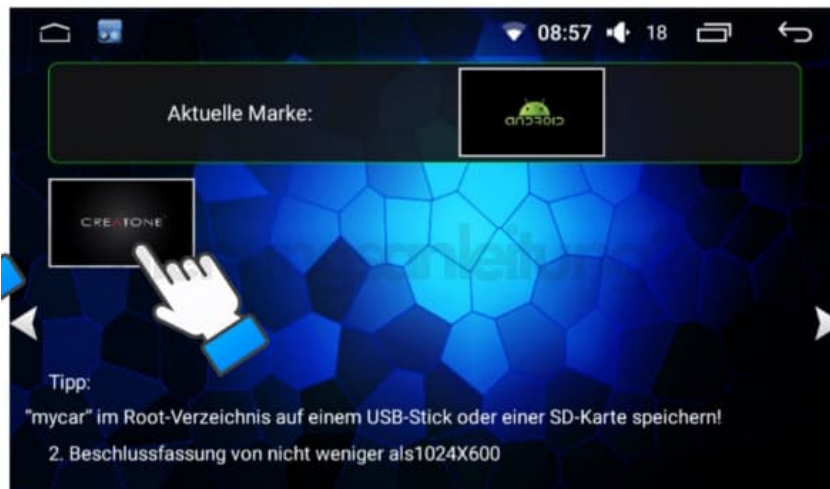 08:57 18
Aktuelle Marke:
ANDROID
CREATONE
Tipp:
"mycar" im Root-Verzeichnis auf einem USB-Stick oder einer SD-Karte speichern!
2. Beschlussfassung von nicht weniger als1024X600